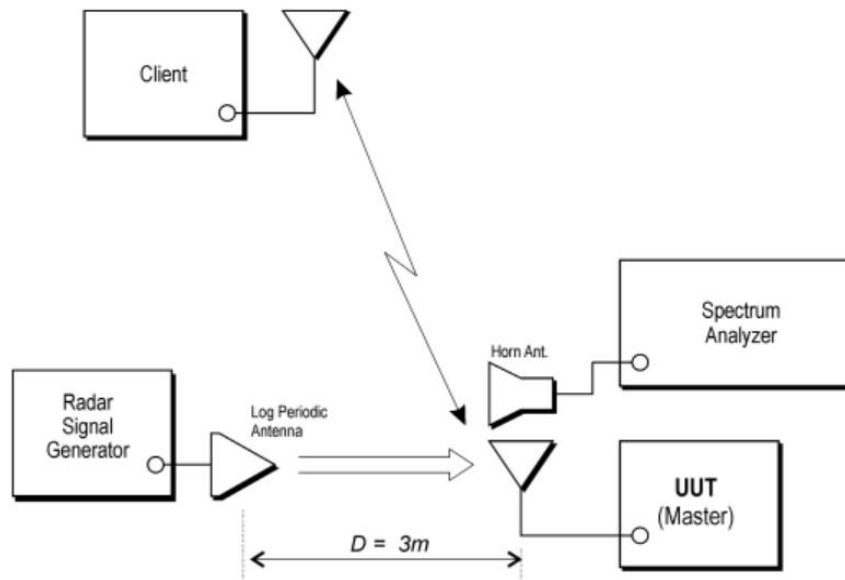 Client
Spectrum
Analyzer
Horn Ant.
Radar
Signal
Generator
Log Periodic
Antenna
UUT
(Master)
D = 3m